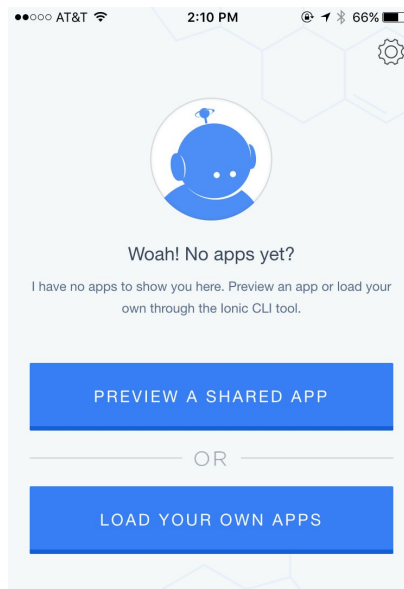 AT&T 2:10 PM 66%
Woah! No apps yet?
I have no apps to show you here. Preview an app or load your
own through the Ionic CLI tool.
PREVIEW A SHARED APP
OR
LOAD YOUR OWN APPS